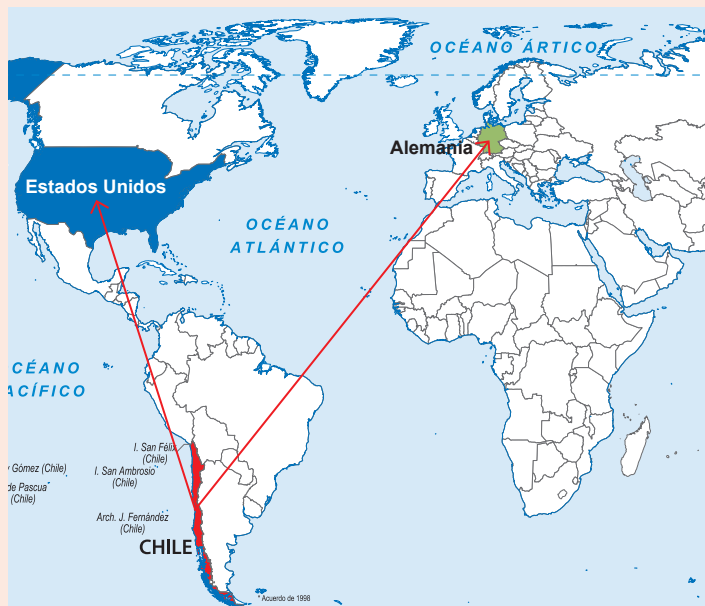 OCÉANO ÁRTICO
Alemania
Estados Unidos
OCÉANO
ATLÁNTICO
CÉANO
ACÍFICO
I. San Félix
(Chile)
y Gómez (Chile)
I. San Ambrosio
(Chile)
de Pascua
(Chile)
Arch. J. Fernández
(Chile)
CHILE
* Acuerdo de 1998